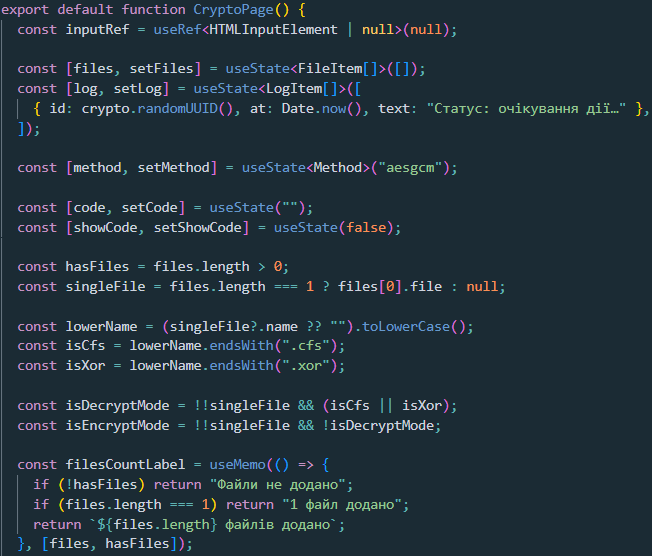 export default function CryptoPage() {
const inputRef = useRef<HTMLInputElement | null>(null);
const [files, setFiles] = useState<FileItem[]>([]);
const [log, setLog] = useState<LogItem[]>([
{ id: crypto.randomUUID(), at: Date.now(), text: "Статус: очікування дії…" },
]);
const [method, setMethod] = useState<Method>("aesgcm");
const [code, setCode] = useState("");
const [showCode, setShowCode] = useState(false);
const hasFiles = files.length > 0;
const singleFile = files.length === 1 ? files[0].file : null;
const lowerName = (singleFile?.name ?? "").toLowerCase();
const isCfs = lowerName.endsWith(".cfs");
const isXor = lowerName.endsWith(".xor");
const isDecryptMode = !!singleFile && (isCfs || isXor);
const isEncryptMode = !!singleFile && !isDecryptMode;
const filesCountLabel = useMemo(() => {
if (!hasFiles) return "Файли не додано";
if (files.length === 1) return "1 файл додано";
return `${files.length} файлів додано`;
}, [files, hasFiles]);